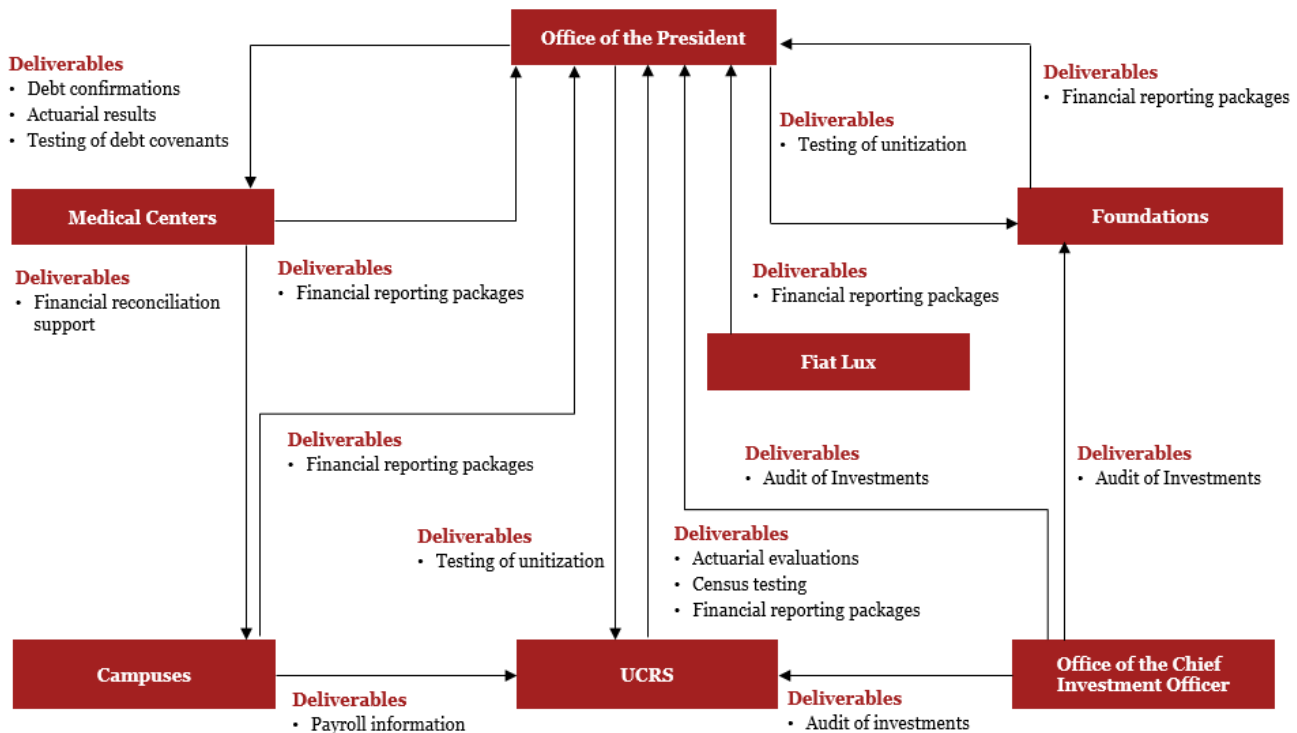 Office of the President
Deliverables
• Debt confirmations
• Actuarial results
• Testing of debt covenants
Deliverables
• Financial reporting packages
Deliverables
• Testing of unitization
Medical Centers
Foundations
Deliverables
• Financial reconciliation
support
Deliverables
• Financial reporting packages
Deliverables
• Financial reporting packages
Fiat Lux
Deliverables
• Financial reporting packages
Deliverables
• Audit of Investments
Deliverables
• Audit of Investments
Deliverables
• Testing of unitization
Deliverables
• Actuarial evaluations
• Census testing
• Financial reporting packages
Campuses
UCRS
Office of the Chief
Investment Officer
Deliverables
• Payroll information
Deliverables
• Audit of investments